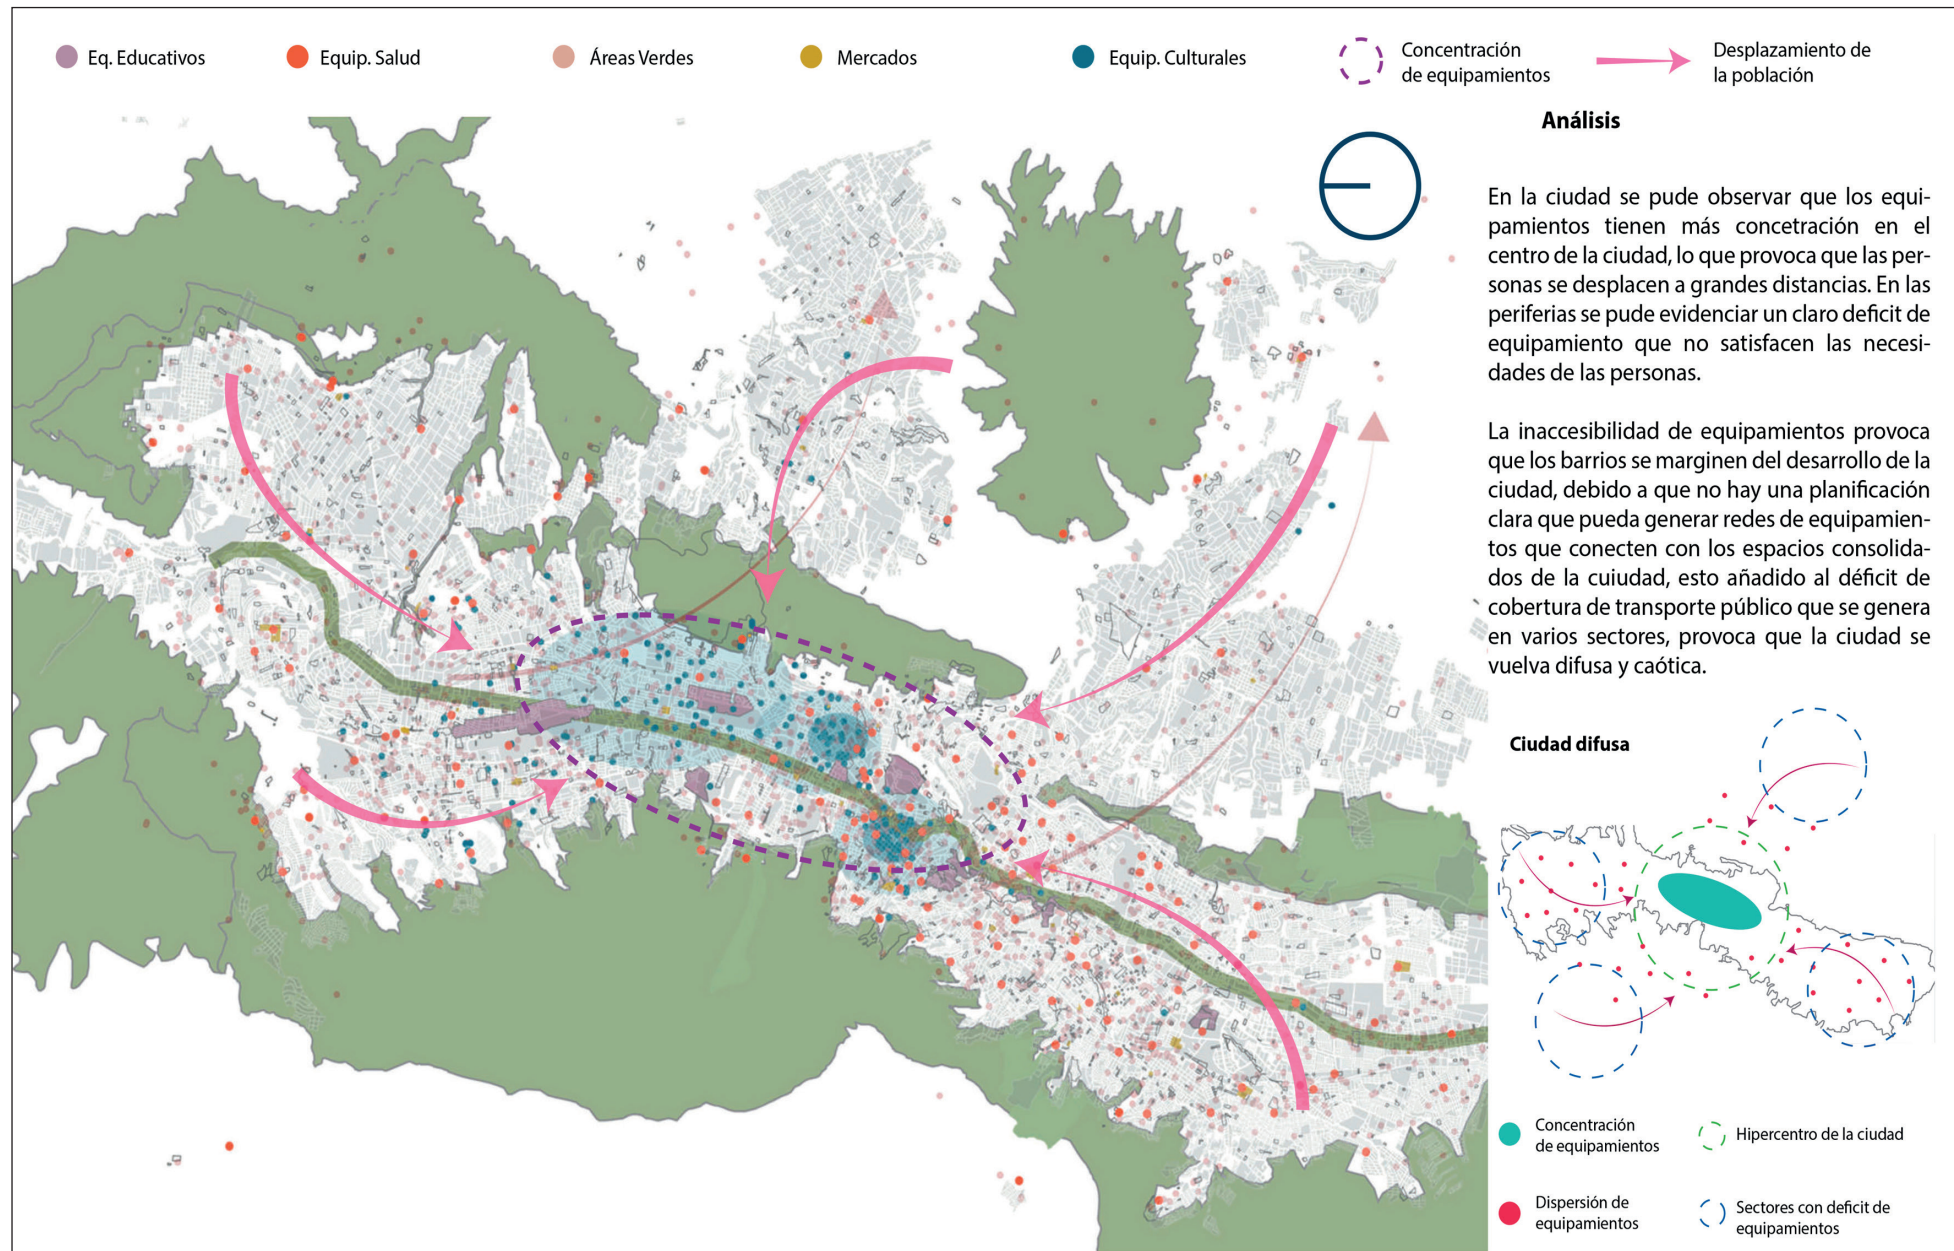 Eq. Educativos
Equip. Salud
Áreas Verdes
Mercados
Equip. Culturales
Concentración
de equipamientos
Desplazamiento de
la población
Análisis
En la ciudad se pude observar que los equi-
pamientos tienen más concetración en el
centro de la ciudad, lo que provoca que las per-
sonas se desplacen a grandes distancias. En las
periferias se pude evidenciar un claro deficit de
equipamiento que no satisfacen las necesi-
dades de las personas.
La inaccesibilidad de equipamientos provoca
que los barrios se marginen del desarrollo de la
ciudad, debido a que no hay una planificación
clara que pueda generar redes de equipamien-
tos que conecten con los espacios consolida-
dos de la cuiudad, esto añadido al déficit de
cobertura de transporte público que se genera
en varios sectores, provoca que la ciudad se
vuelva difusa y caótica.
Ciudad difusa
Concentración
de equipamientos
Hipercentro de la ciudad
Dispersión de
equipamientos
Sectores con deficit de
equipamientos